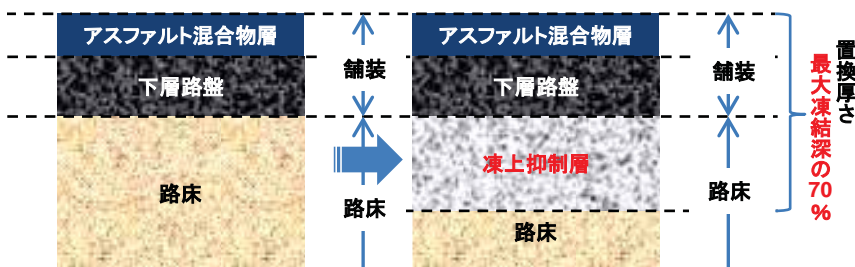 アスファルト混合物層
下層路盤
路床
舗装
路床
アスファルト混合物層
下層路盤
凍上抑制層
路床
舗装
路床
置換厚さ
最大凍結深の70%